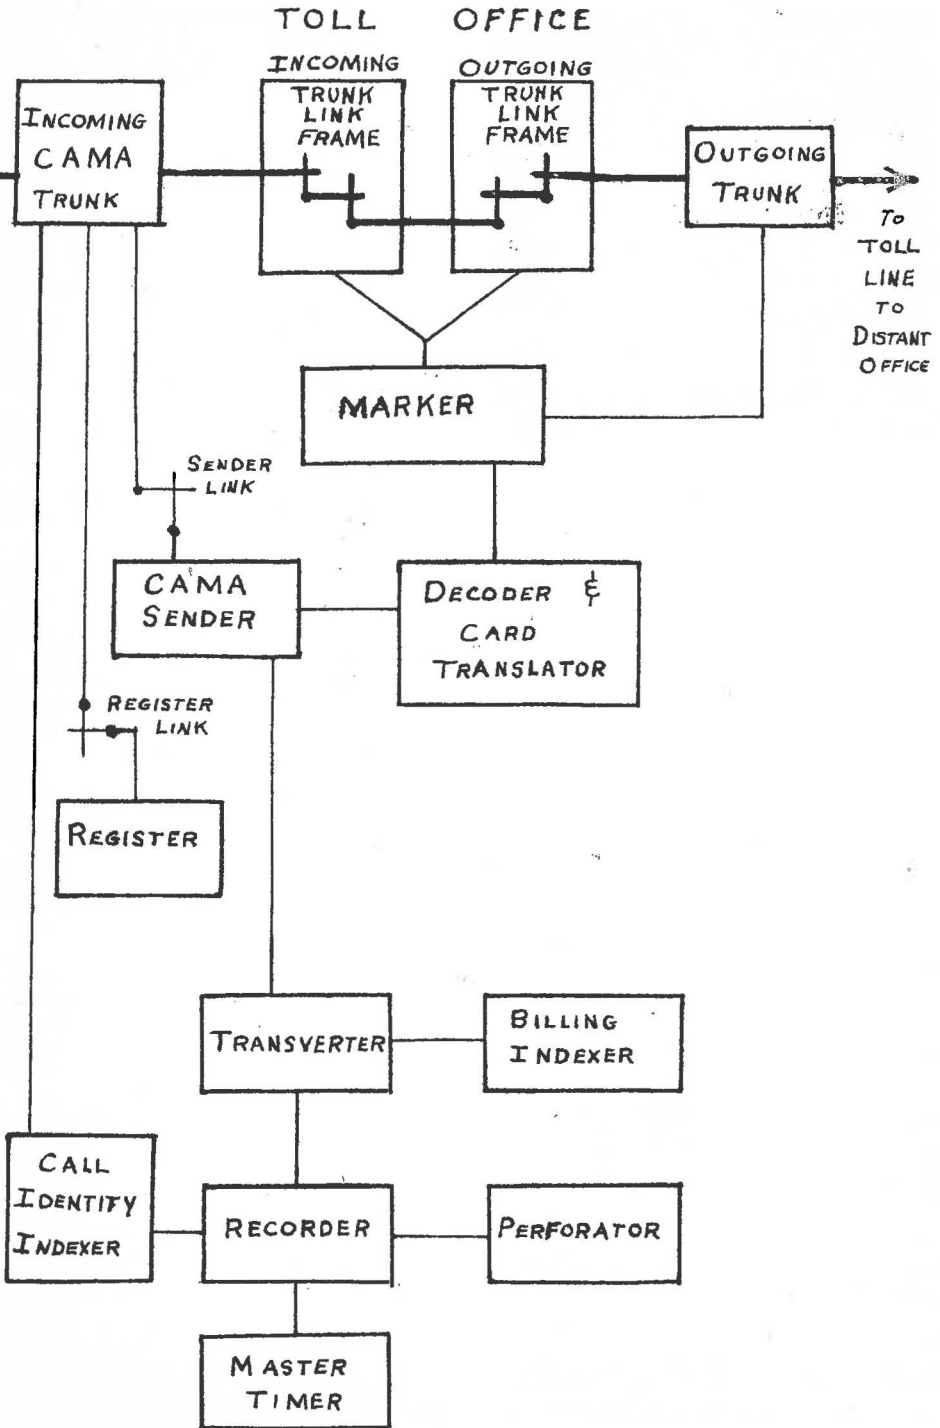 TOLL OFFICE
INCOMING
TRUNK
LINK
FRAME
OUTGOING
TRUNK
LINK
FRAME
INCOMING
CAMA
TRUNK
OUTGOING
TRUNK
TO
TOLL
LINE
TO
DISTANT
OFFICE
MARKER
SENDER
LINK
CAMA
SENDER
DECODER &
CARD
TRANSLATOR
REGISTER
LINK
REGISTER
TRANSVERTER
BILLING
INDEXER
CALL
IDENTITY
INDEXER
RECORDER
PERFORATOR
MASTER
TIMER